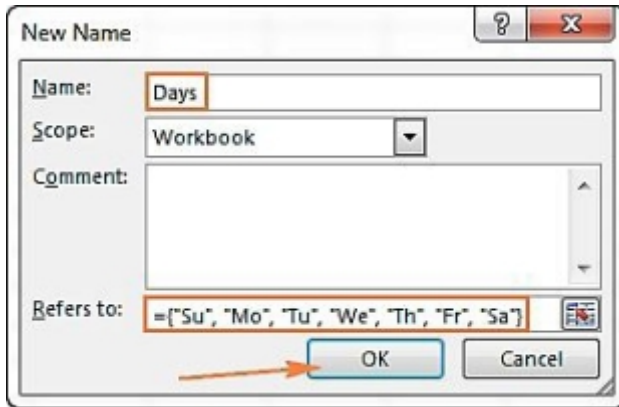 New Name
Name: Days
Scope: Workbook
Comment:
Refers to: ={"Su", "Mo", "Tu", "We", "Th", "Fr", "Sa"}
OK Cancel